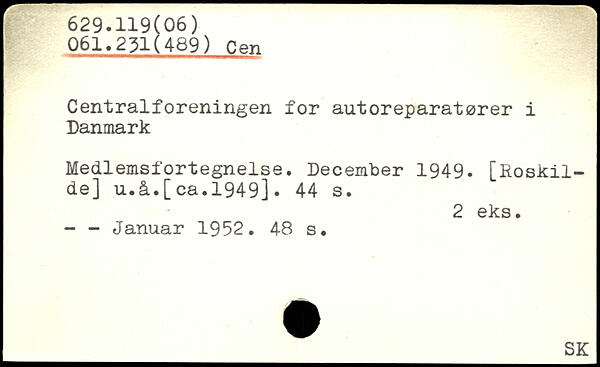 629.119(06)
061.231(489) Cen
Centralforeningen for autoreparatører i
Danmark
Medlemsfortegnelse. December 1949. [Roskil-
de] u.å.[ca.1949]. 44 s.
2 eks.
- - Januar 1952. 48 s.
SK